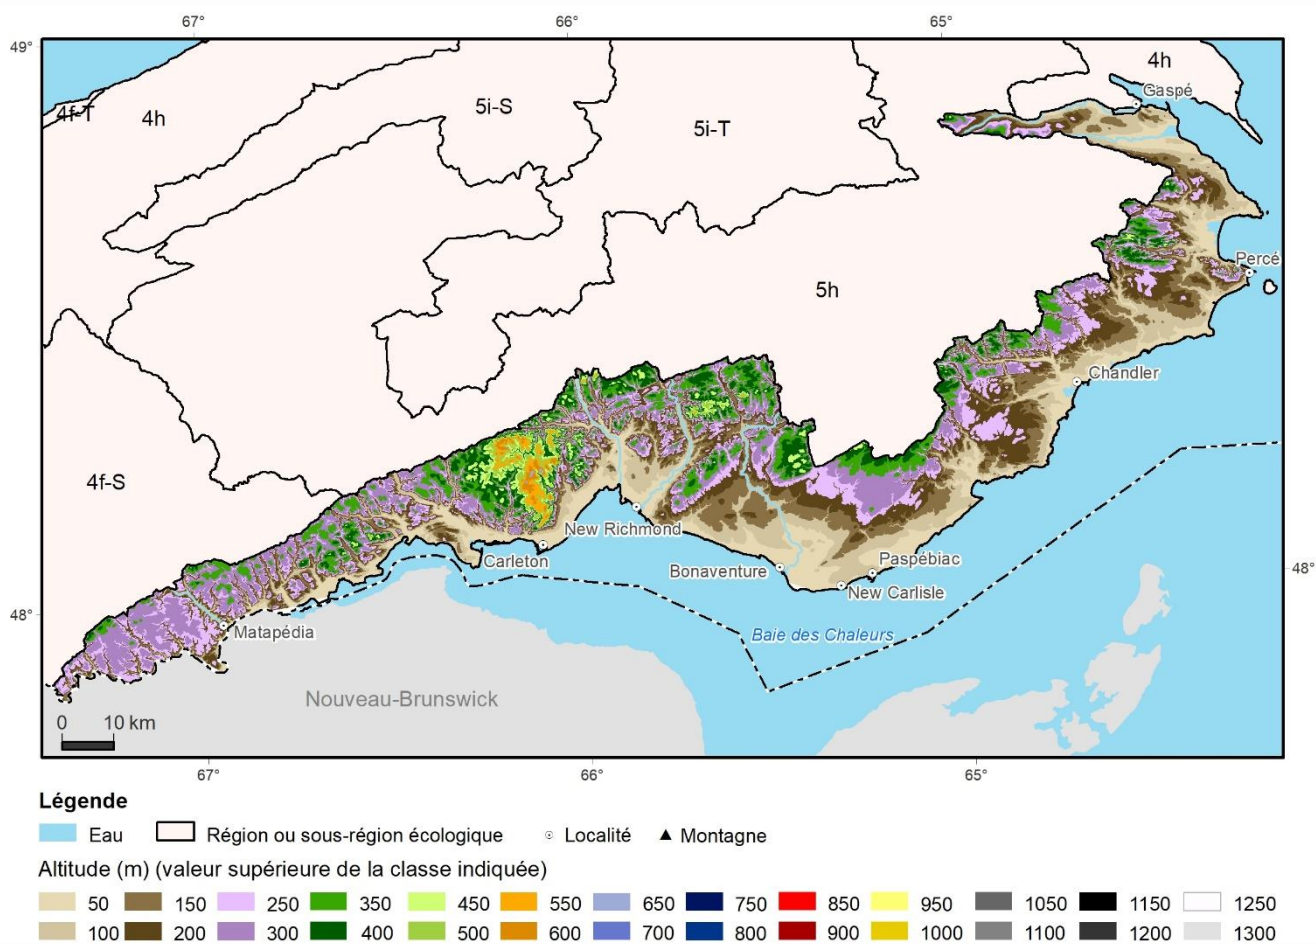 67° 66° 65°
49°
4h
Gaspé
4f-T
4h
5i-S
5i-T
Percé
5h
Chandler
4f-S
New Richmond
Carleton
Paspébiac
Bonaventure
New Carlisle
48° 48°
Matapédia
Baie des Chaleurs
Nouveau-Brunswick
0 10 km
67° 66° 65°
Légende
Eau Région ou sous-région écologique Localité Montagne
Altitude (m) (valeur supérieure de la classe indiquée)
50 150 250 350 450 550 650 750 850 950 1050 1150 1250
100 200 300 400 500 600 700 800 900 1000 1100 1200 1300